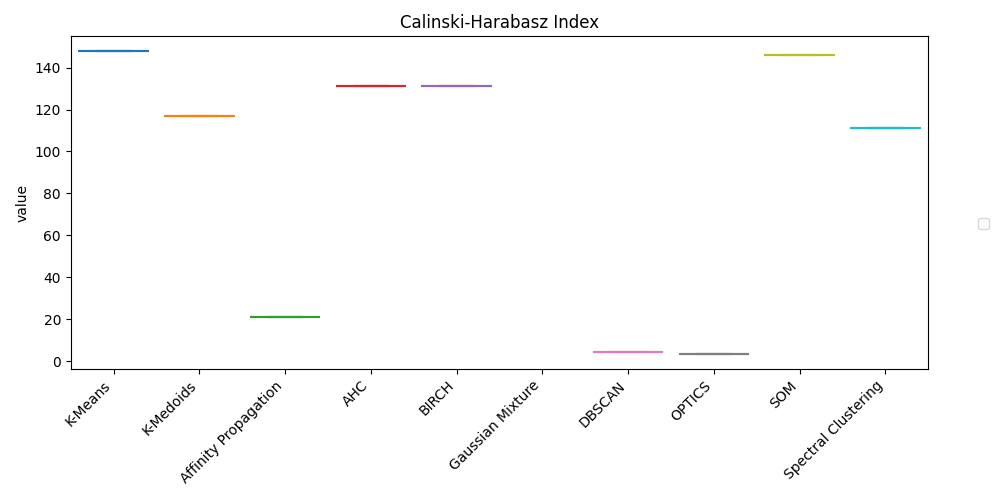 Calinski-Harabasz Index
value
140
120
100
80
60
40
20
0
K-Means
K-Medoids
Affinity Propagation
AHC
BIRCH
Gaussian Mixture
DBSCAN
OPTICS
SOM
Spectral Clustering